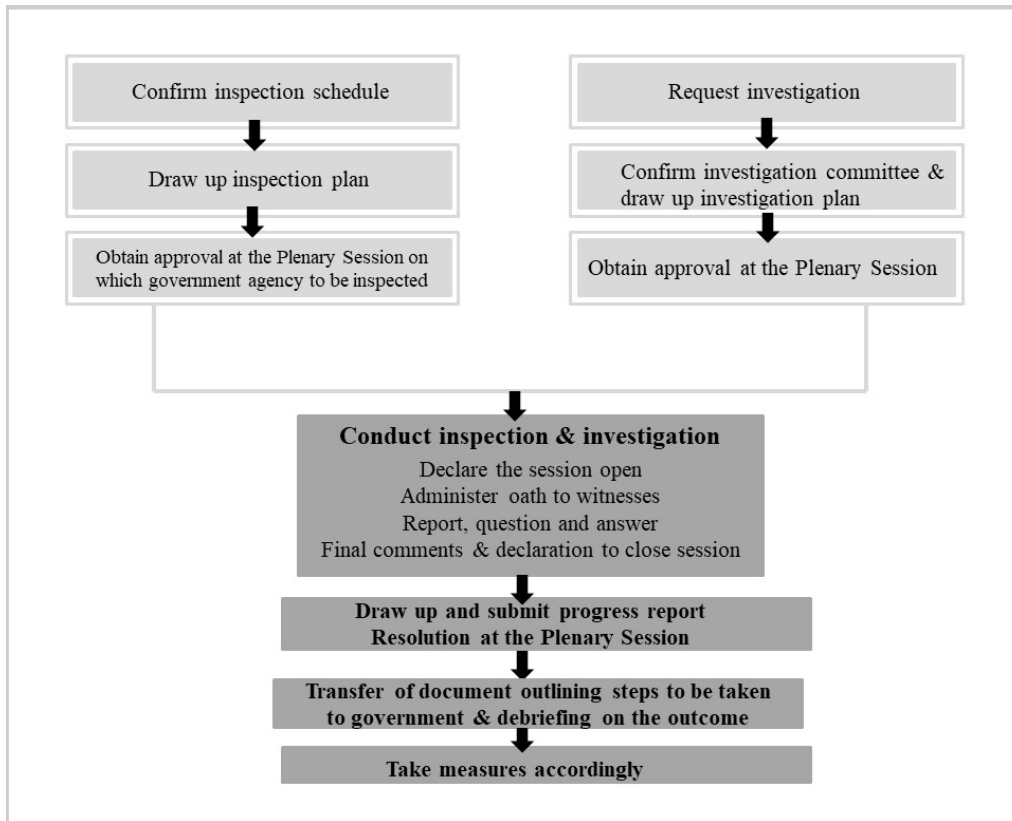 Confirm inspection schedule
Draw up inspection plan
Obtain approval at the Plenary Session on
which government agency to be inspected
Request investigation
Confirm investigation committee &
draw up investigation plan
Obtain approval at the Plenary Session
Conduct inspection & investigation
Declare the session open
Administer oath to witnesses
Report, question and answer
Final comments & declaration to close session
Draw up and submit progress report
Resolution at the Plenary Session
Transfer of document outlining steps to be taken
to government & debriefing on the outcome
Take measures accordingly